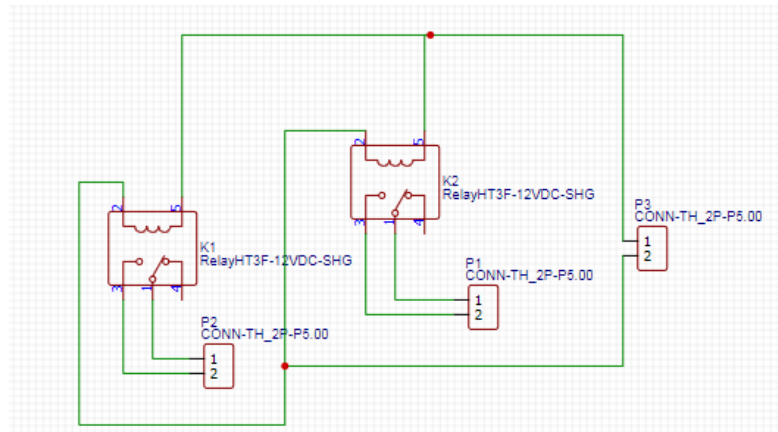 2
5
K2
RelayHT3F-12VDC-SHG
3
1
4
P3
CONN-TH_2P-P5.00
1
2
2
5
K1
RelayHT3F-12VDC-SHG
3
1
4
P1
CONN-TH_2P-P5.00
1
2
P2
CONN-TH_2P-P5.00
1
2